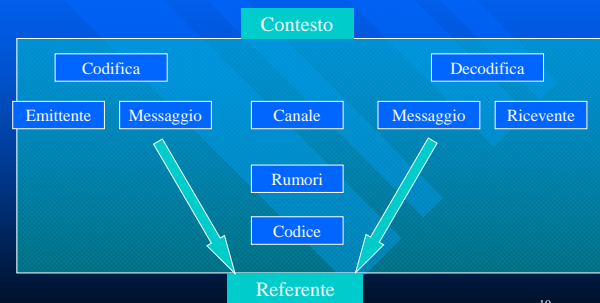 Contesto
Codifica
Decodifica
Emittente
Messaggio
Canale
Messaggio
Ricevente
Rumori
Codice
Referente